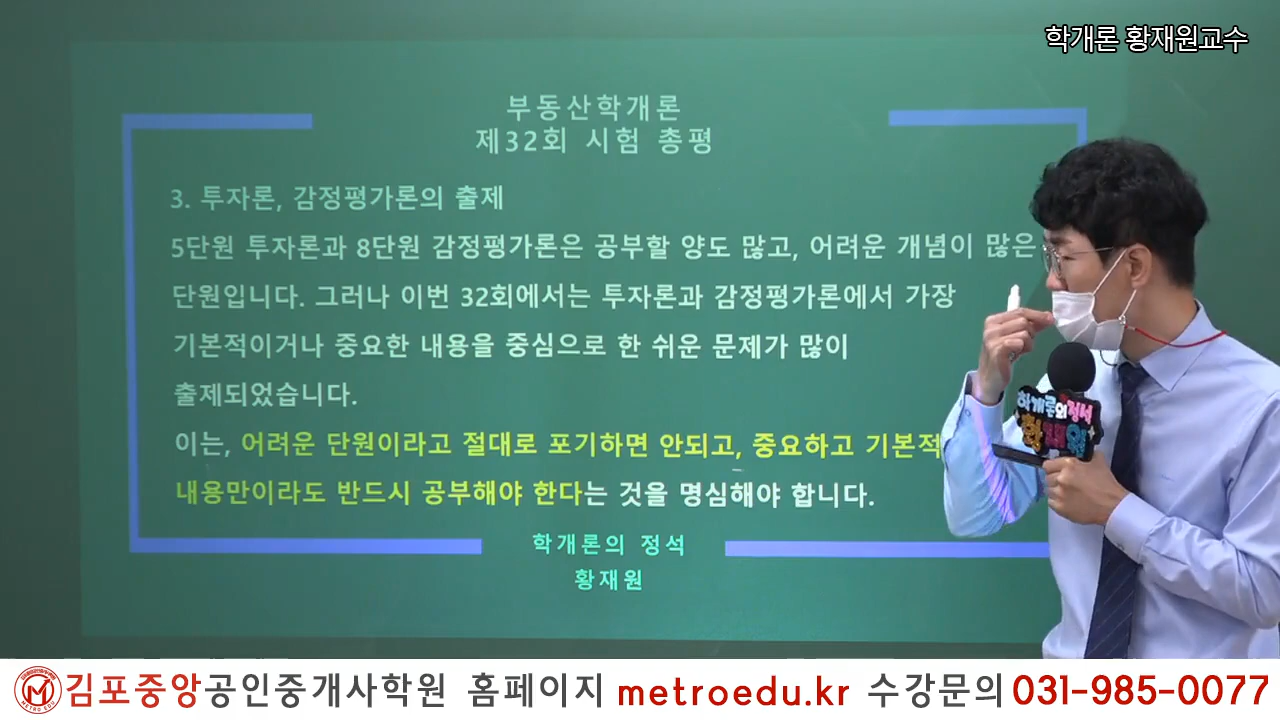 학개론 황재원교수
부동산학개론
제32회 시험 총평
3. 투자론, 감정평가론의 출제
5단원 투자론과 8단원 감정평가론은 공부할 양도 많고, 어려운 개념이 많은
단원입니다. 그러나 이번 32회에서는 투자론과 감정평가론에서 가장
기본적이거나 중요한 내용을 중심으로 한 쉬운 문제가 많이
출제되었습니다.
이는, 어려운 단원이라고 절대로 포기하면 안되고, 중요하고 기본적
내용만이라도 반드시 공부해야 한다는 것을 명심해야 합니다.
학개론의 정석
황재원
학개론의정석
황재원
METRO EDU
김포중앙공인중개사학원 홈페이지 metroedu.kr 수강문의 031-985-0077